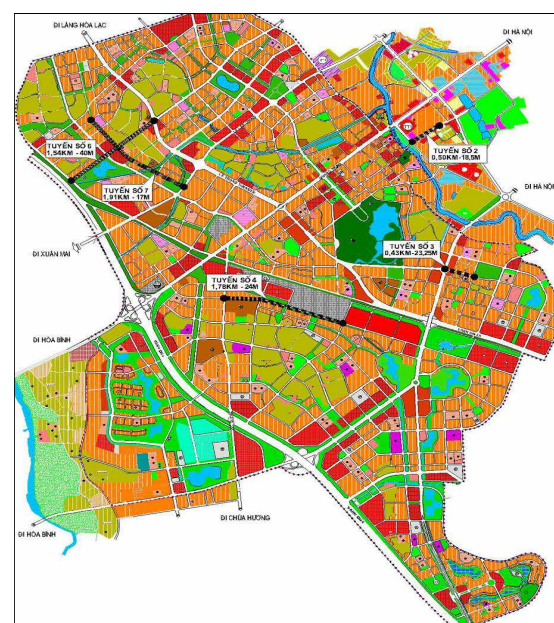 ĐI LÁNG HÒA LẠC
ĐI HÀ NỘI
TUYẾN SỐ 6
1,54KM - 40M
TUYẾN SỐ 2
0,50KM -18,5M
TUYẾN SỐ 7
1,91KM - 17M
ĐI HÀ NỘI
ĐI XUÂN MAI
TUYẾN SỐ 3
0,43KM -23,25M
TUYẾN SỐ 4
1,78KM - 24M
ĐI HÒA BÌNH
ĐI CHÙA HƯƠNG
ĐI HÒA BÌNH